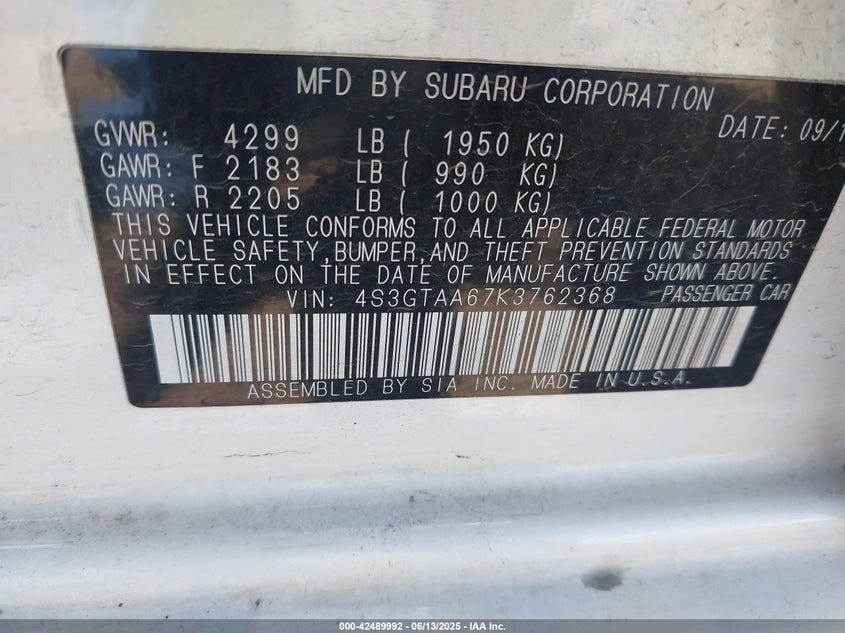 MFD BY SUBARU CORPORATION
DATE: 09/1
GVWR: 4299 LB ( 1950 KG)
GAWR: F 2183 LB ( 990 KG)
GAWR: R 2205 LB ( 1000 KG)
THIS VEHICLE CONFORMS TO ALL APPLICABLE FEDERAL MOTOR
VEHICLE SAFETY,BUMPER,AND THEFT PREVENTION STANDARDS
IN EFFECT ON THE DATE OF MANUFACTURE SHOWN ABOVE.
VIN: 4S3GTAA67K3762368 PASSENGER CAR
ASSEMBLED BY SIA INC. MADE IN U.S.A.
000-42489992 - 06/13/2025 - IAA Inc.